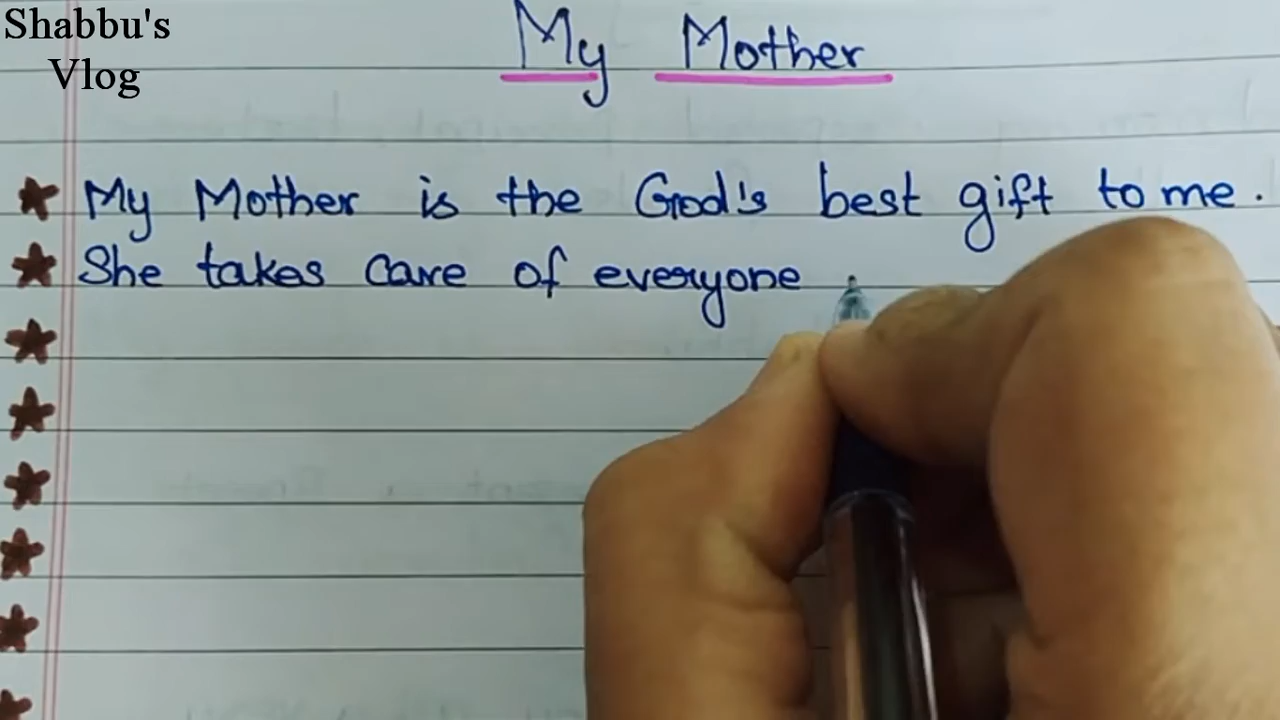 Shabbu's
Vlog
My Mother
My Mother is the God's best gift to me.
She takes care of everyone